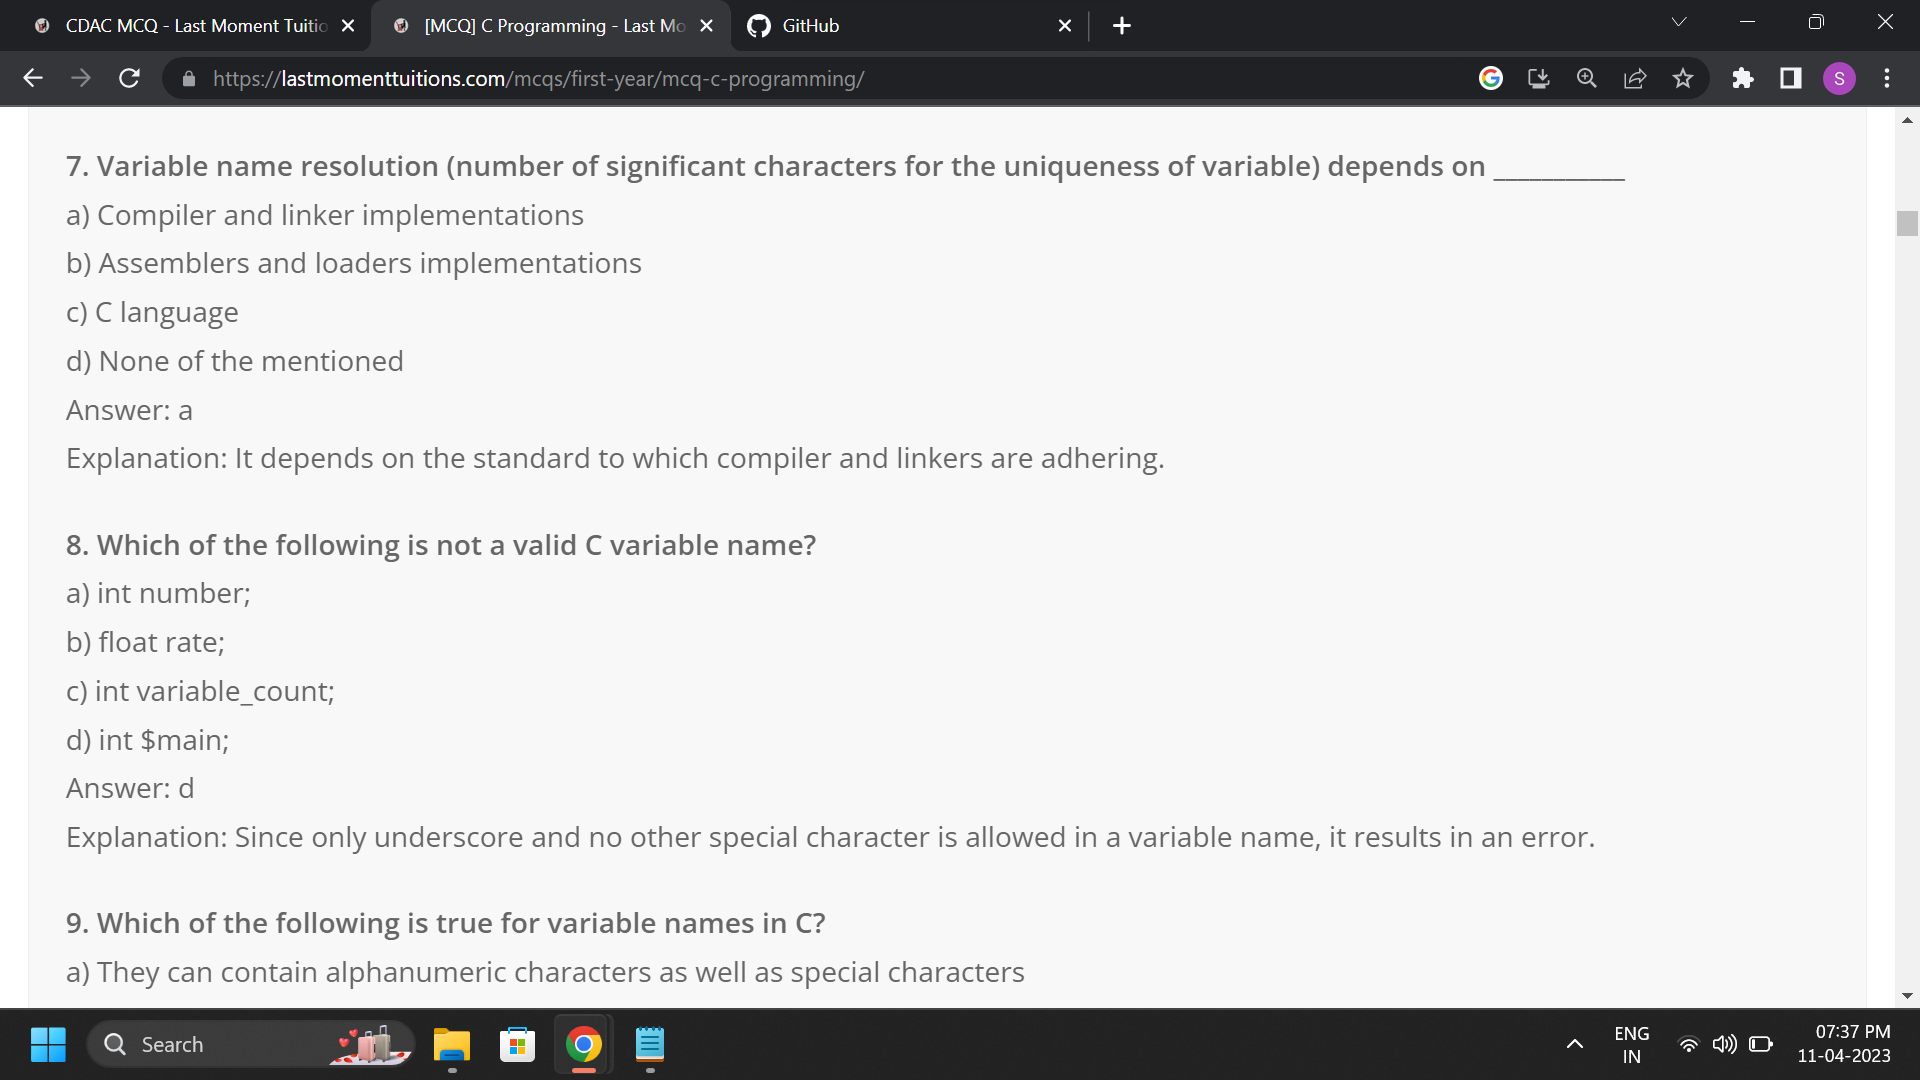 CDAC MCQ - Last Moment Tuitio
[MCQ] C Programming - Last Mo
GitHub
https://lastmomenttuitions.com/mcqs/first-year/mcq-c-programming/
S
7. Variable name resolution (number of significant characters for the uniqueness of variable) depends on ___________
a) Compiler and linker implementations
b) Assemblers and loaders implementations
c) C language
d) None of the mentioned
Answer: a
Explanation: It depends on the standard to which compiler and linkers are adhering.
8. Which of the following is not a valid C variable name?
a) int number;
b) float rate;
c) int variable_count;
d) int $main;
Answer: d
Explanation: Since only underscore and no other special character is allowed in a variable name, it results in an error.
9. Which of the following is true for variable names in C?
a) They can contain alphanumeric characters as well as special characters
Search
ENG
IN
07:37 PM
11-04-2023